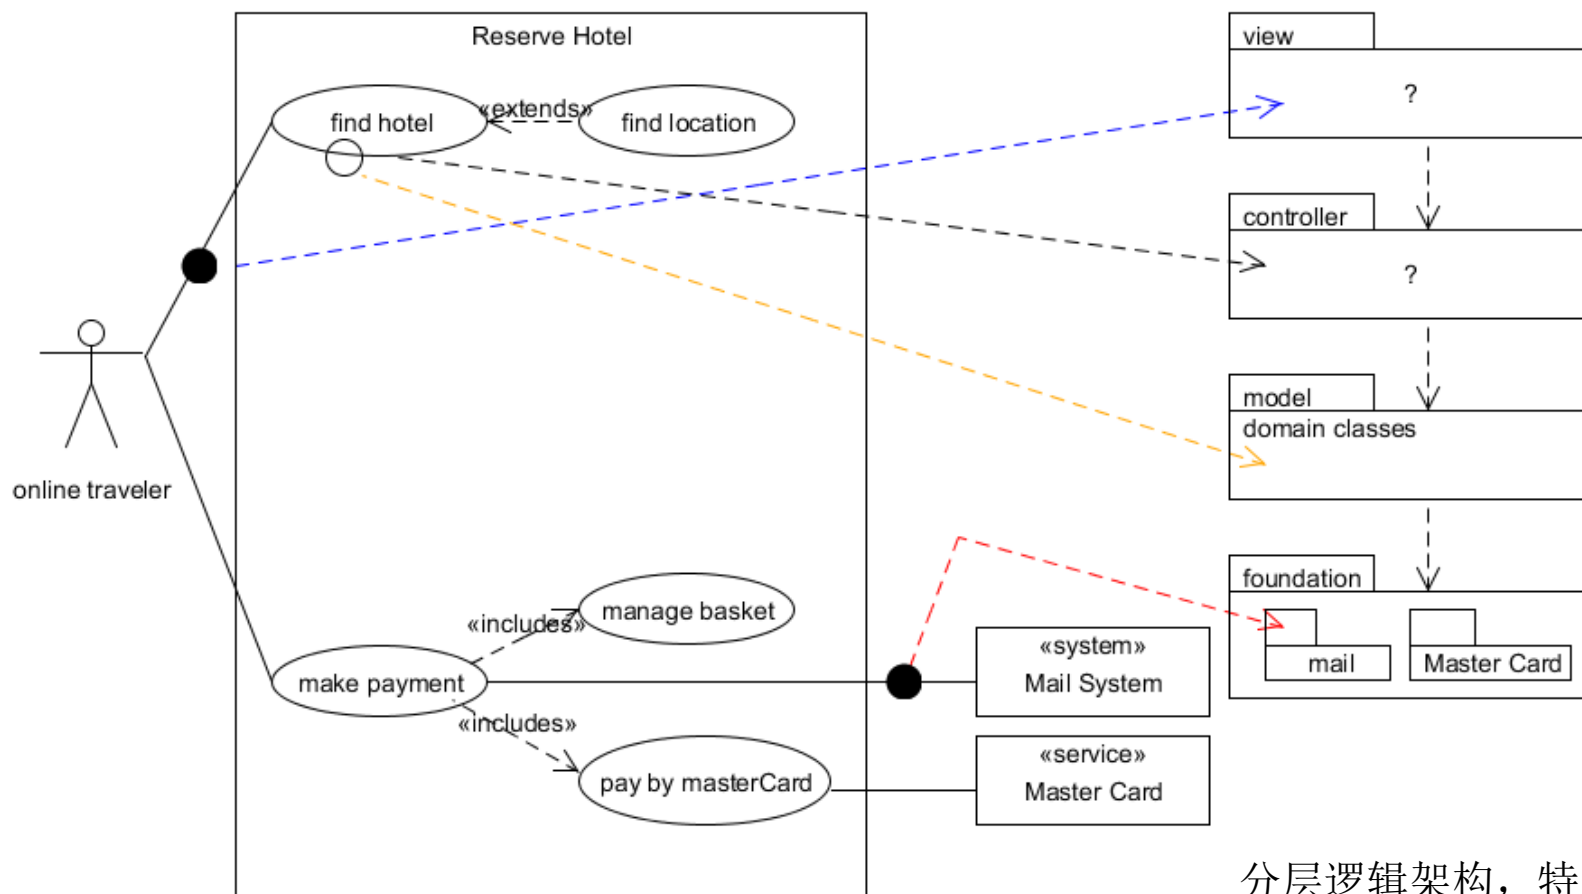 Reserve Hotel
find hotel
«extends»
find location
online traveler
manage basket
«includes»
make payment
«includes»
pay by masterCard
«system»
Mail System
«service»
Master Card
view
?
controller
?
model
domain classes
foundation
mail
Master Card
分层逻辑架构，特